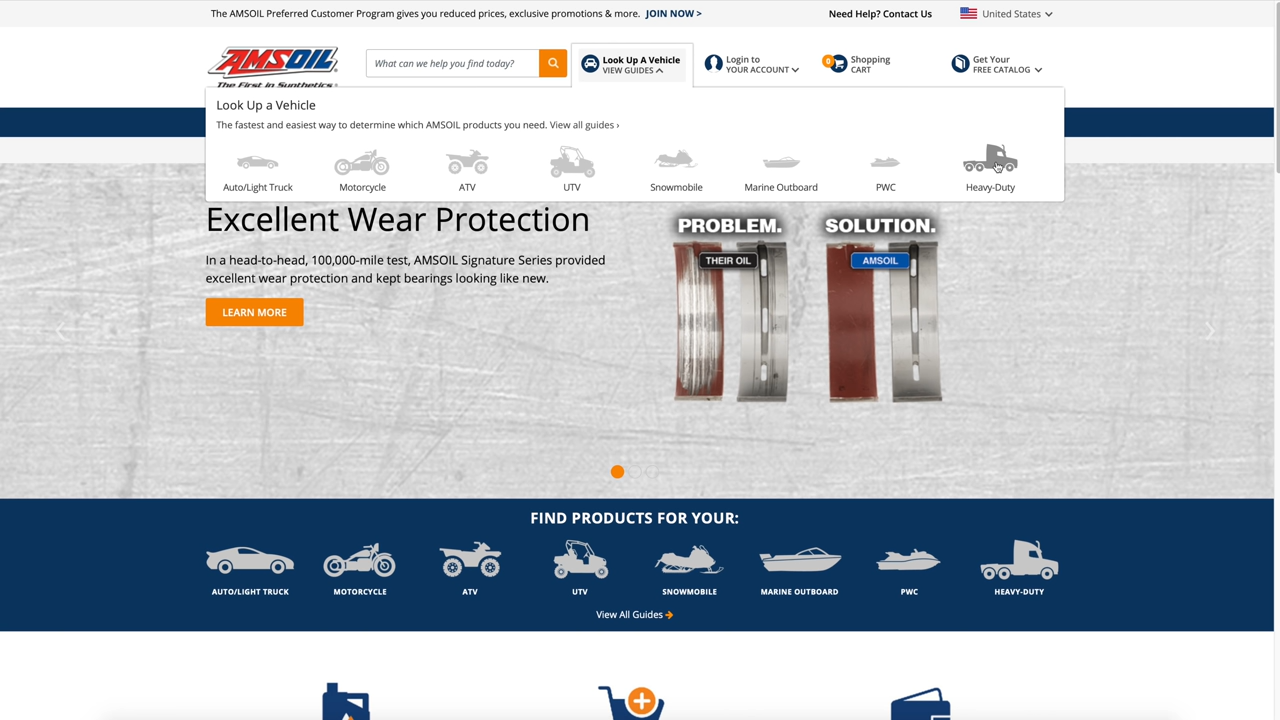 The AMSOIL Preferred Customer Program gives you reduced prices, exclusive promotions & more. JOIN NOW >
Need Help? Contact Us
United States
AMSOIL
The First in Synthetics
What can we help you find today?
Look Up A Vehicle
VIEW GUIDES
Login to
YOUR ACCOUNT
0
Shopping
CART
Get Your
FREE CATALOG
Look Up a Vehicle
The fastest and easiest way to determine which AMSOIL products you need. View all guides ›
Auto/Light Truck
Motorcycle
ATV
UTV
Snowmobile
Marine Outboard
PWC
Heavy-Duty
Excellent Wear Protection
In a head-to-head, 100,000-mile test, AMSOIL Signature Series provided
excellent wear protection and kept bearings looking like new.
LEARN MORE
PROBLEM.
SOLUTION.
THEIR OIL
AMSOIL
FIND PRODUCTS FOR YOUR:
AUTO/LIGHT TRUCK
MOTORCYCLE
ATV
UTV
SNOWMOBILE
MARINE OUTBOARD
PWC
HEAVY-DUTY
View All Guides